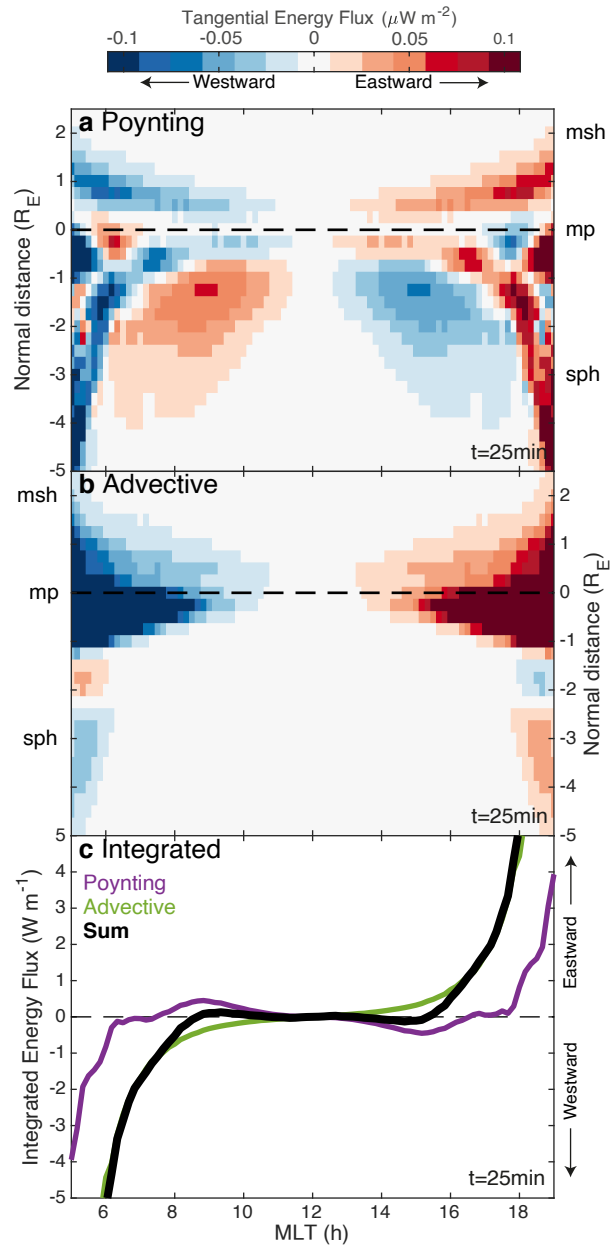 Tangential Energy Flux (μW m⁻²)
-0.1 -0.05 0 0.05 0.1
Westward Eastward
a Poynting
msh
mp
sph
2
1
0
-1
-2
-3
-4
-5
Normal distance (R_E)
t=25min
b Advective
msh
mp
sph
2
1
0
-1
-2
-3
-4
-5
Normal distance (R_E)
t=25min
c Integrated
Poynting
Advective
Sum
5
4
3
2
1
0
-1
-2
-3
-4
-5
Integrated Energy Flux (W m⁻¹)
Eastward
Westward
t=25min
6 8 10 12 14 16 18
MLT (h)